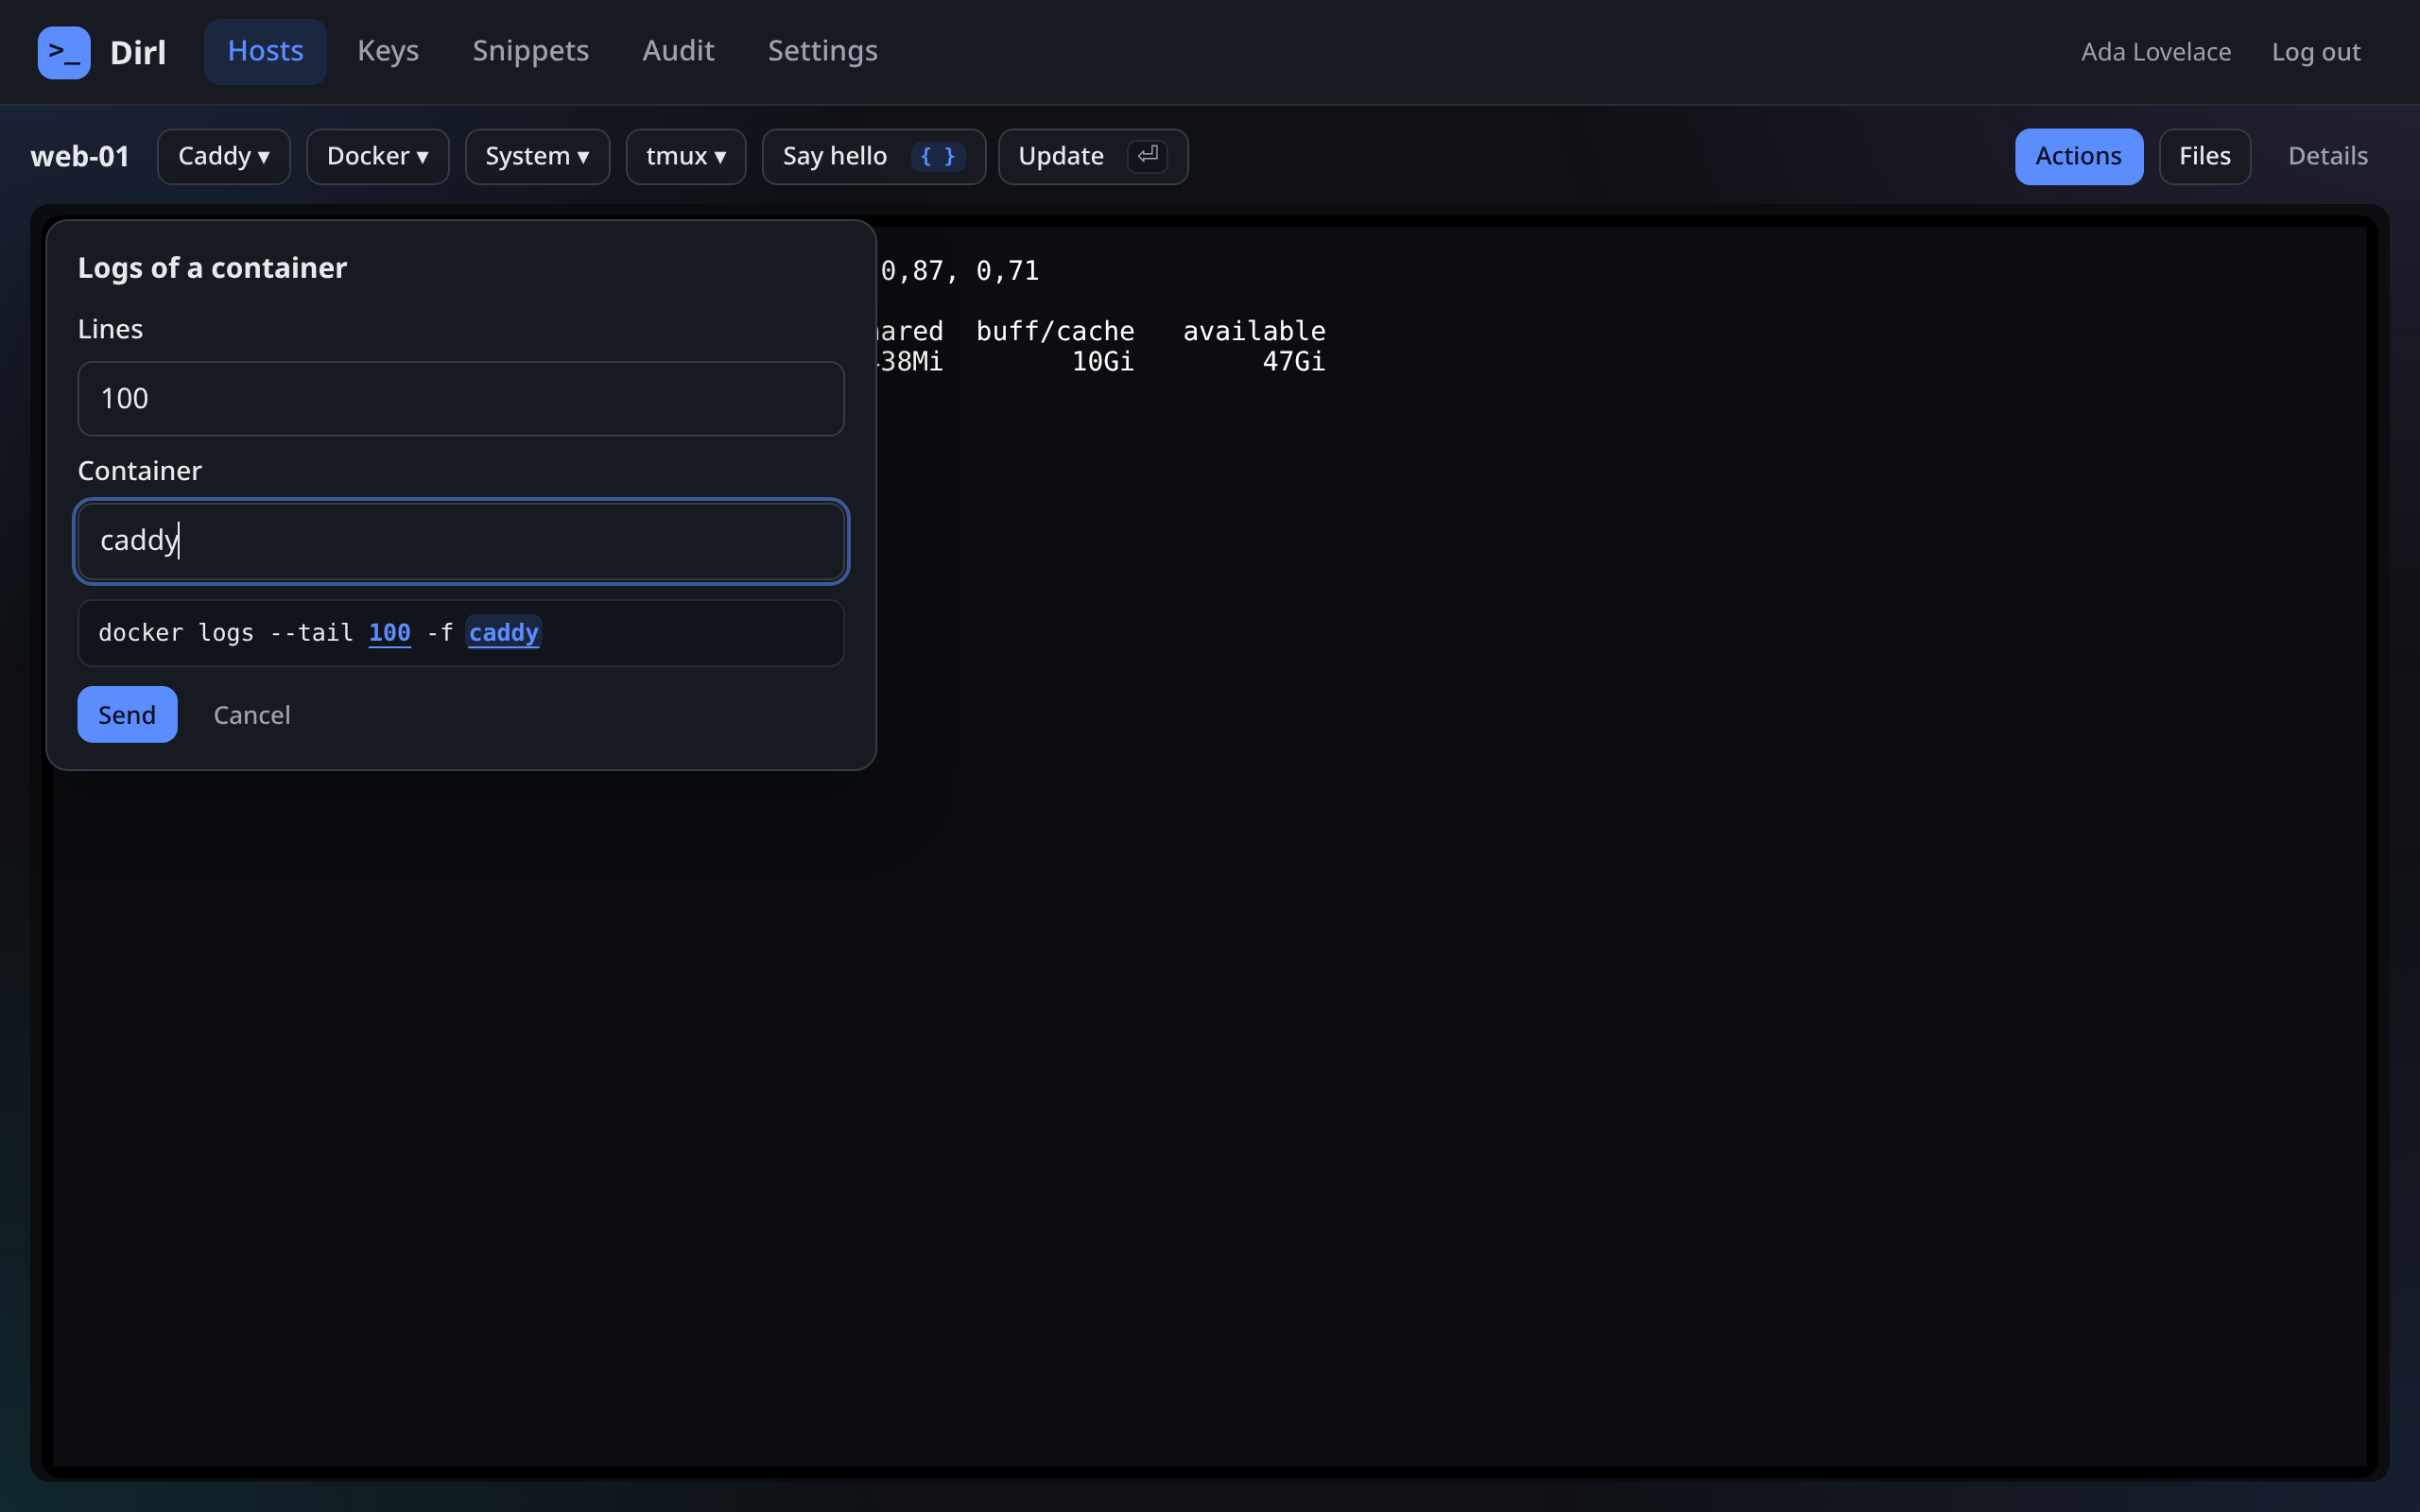 >_ Dirl Hosts Keys Snippets Audit Settings Ada Lovelace Log out
web-01 Caddy ▾ Docker ▾ System ▾ tmux ▾ Say hello { } Update ⏎ Actions Files Details
Logs of a container
0,87, 0,71
Lines
buff/cache available
100
38Mi 10Gi 47Gi
Container
caddy
docker logs --tail 100 -f caddy
Send Cancel